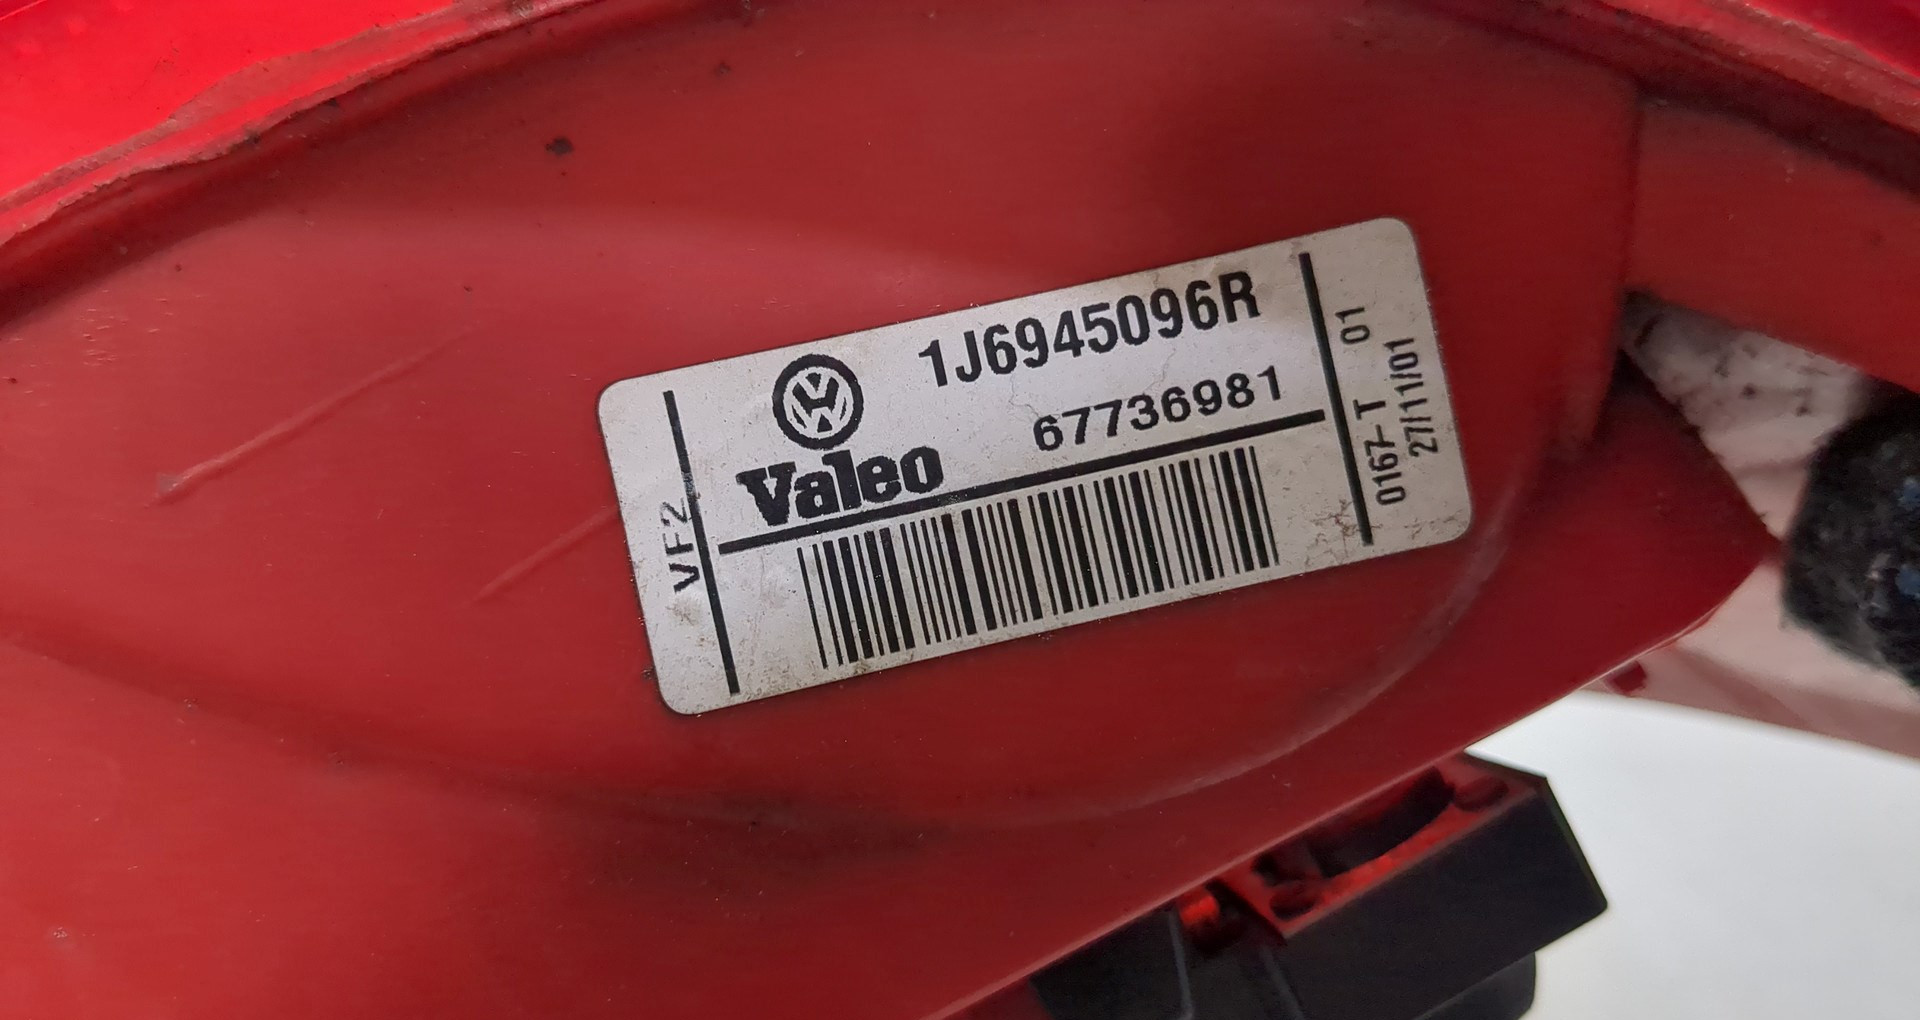 VF2
1J6945096R
Valeo 67736981
0167-T 01
27/11/01